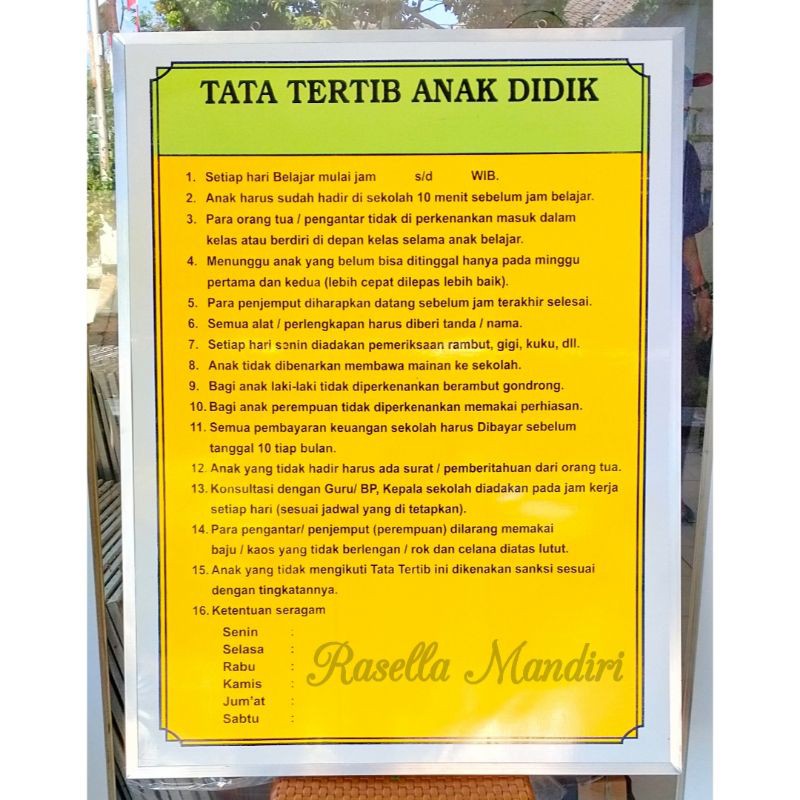 TATA TERTIB ANAK DIDIK
1. Setiap hari Belajar mulai jam s/d WIB.
2. Anak harus sudah hadir di sekolah 10 menit sebelum jam belajar.
3. Para orang tua / pengantar tidak di perkenankan masuk dalam
kelas atau berdiri di depan kelas selama anak belajar.
4. Menunggu anak yang belum bisa ditinggal hanya pada minggu
pertama dan kedua (lebih cepat dilepas lebih baik).
5. Para penjemput diharapkan datang sebelum jam terakhir selesai.
6. Semua alat / perlengkapan harus diberi tanda / nama.
7. Setiap hari senin diadakan pemeriksaan rambut, gigi, kuku, dll.
8. Anak tidak dibenarkan membawa mainan ke sekolah.
9. Bagi anak laki-laki tidak diperkenankan berambut gondrong.
10. Bagi anak perempuan tidak diperkenankan memakai perhiasan.
11. Semua pembayaran keuangan sekolah harus Dibayar sebelum
tanggal 10 tiap bulan.
12. Anak yang tidak hadir harus ada surat / pemberitahuan dari orang tua.
13. Konsultasi dengan Guru/ BP, Kepala sekolah diadakan pada jam kerja
setiap hari (sesuai jadwal yang di tetapkan).
14. Para pengantar/ penjemput (perempuan) dilarang memakai
baju / kaos yang tidak berlengan / rok dan celana diatas lutut.
15. Anak yang tidak mengikuti Tata Tertib ini dikenakan sanksi sesuai
dengan tingkatannya.
16. Ketentuan seragam
Senin :
Selasa :
Rabu :
Kamis :
Jum'at :
Sabtu :
Rasella Mandiri